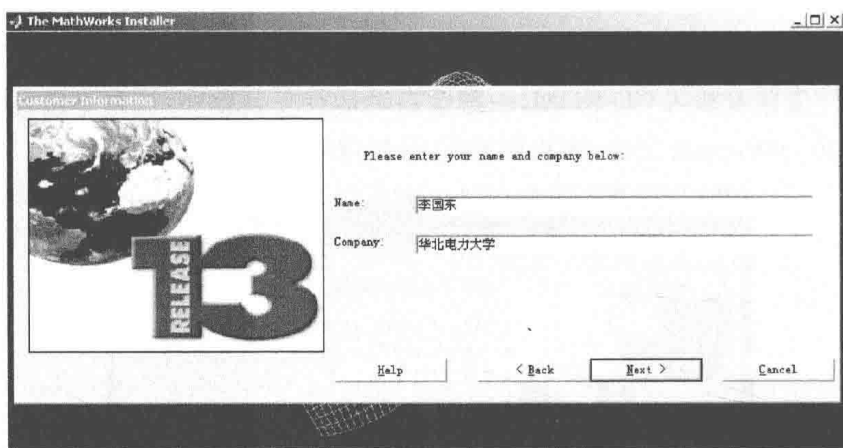 The MathWorks Installer
Customer Information
Please enter your name and company below:
Name: 李国东
Company: 华北电力大学
RELEASE 13
Help < Back Next > Cancel